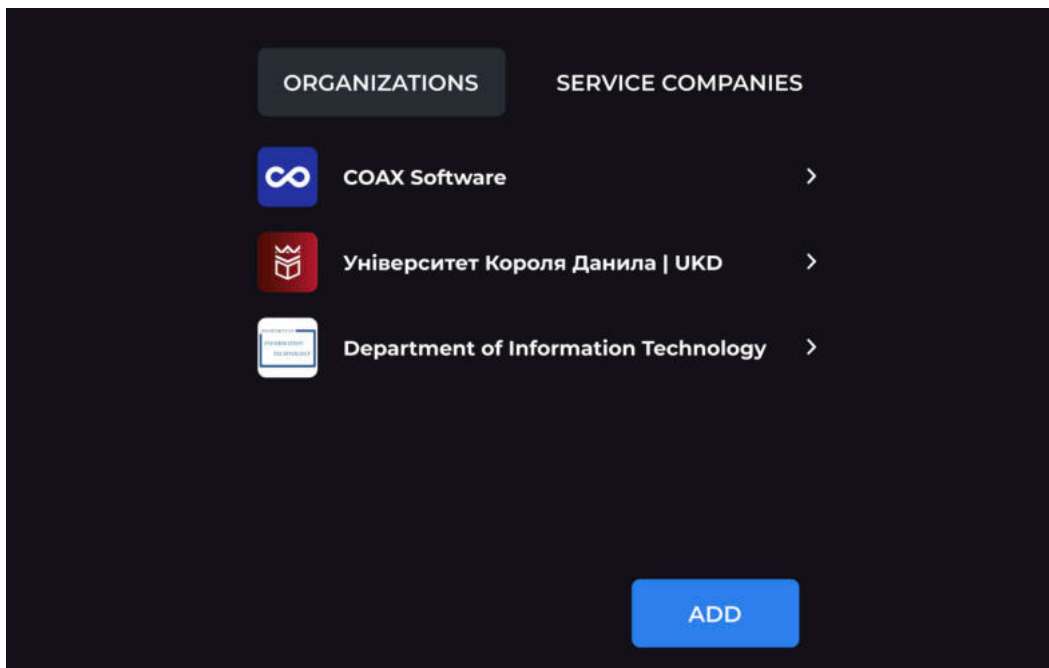 ORGANIZATIONS SERVICE COMPANIES
COAX Software
Університет Короля Данила | UKD
Department of Information Technology
ADD